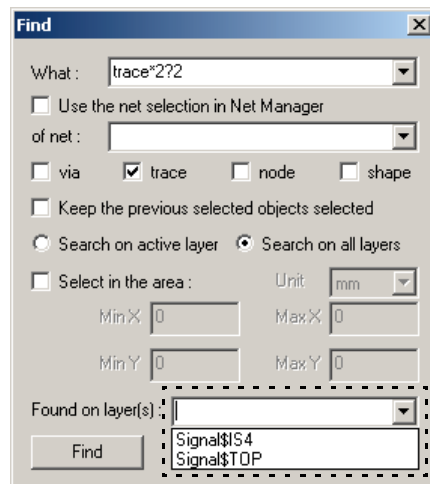 Find
What : trace*2?2
Use the net selection in Net Manager
of net :
via trace node shape
Keep the previous selected objects selected
Search on active layer Search on all layers
Select in the area : Unit mm
Min X 0 Max X 0
Min Y 0 Max Y 0
Found on layer(s) :
Signal$IS4
Find Signal$TOP